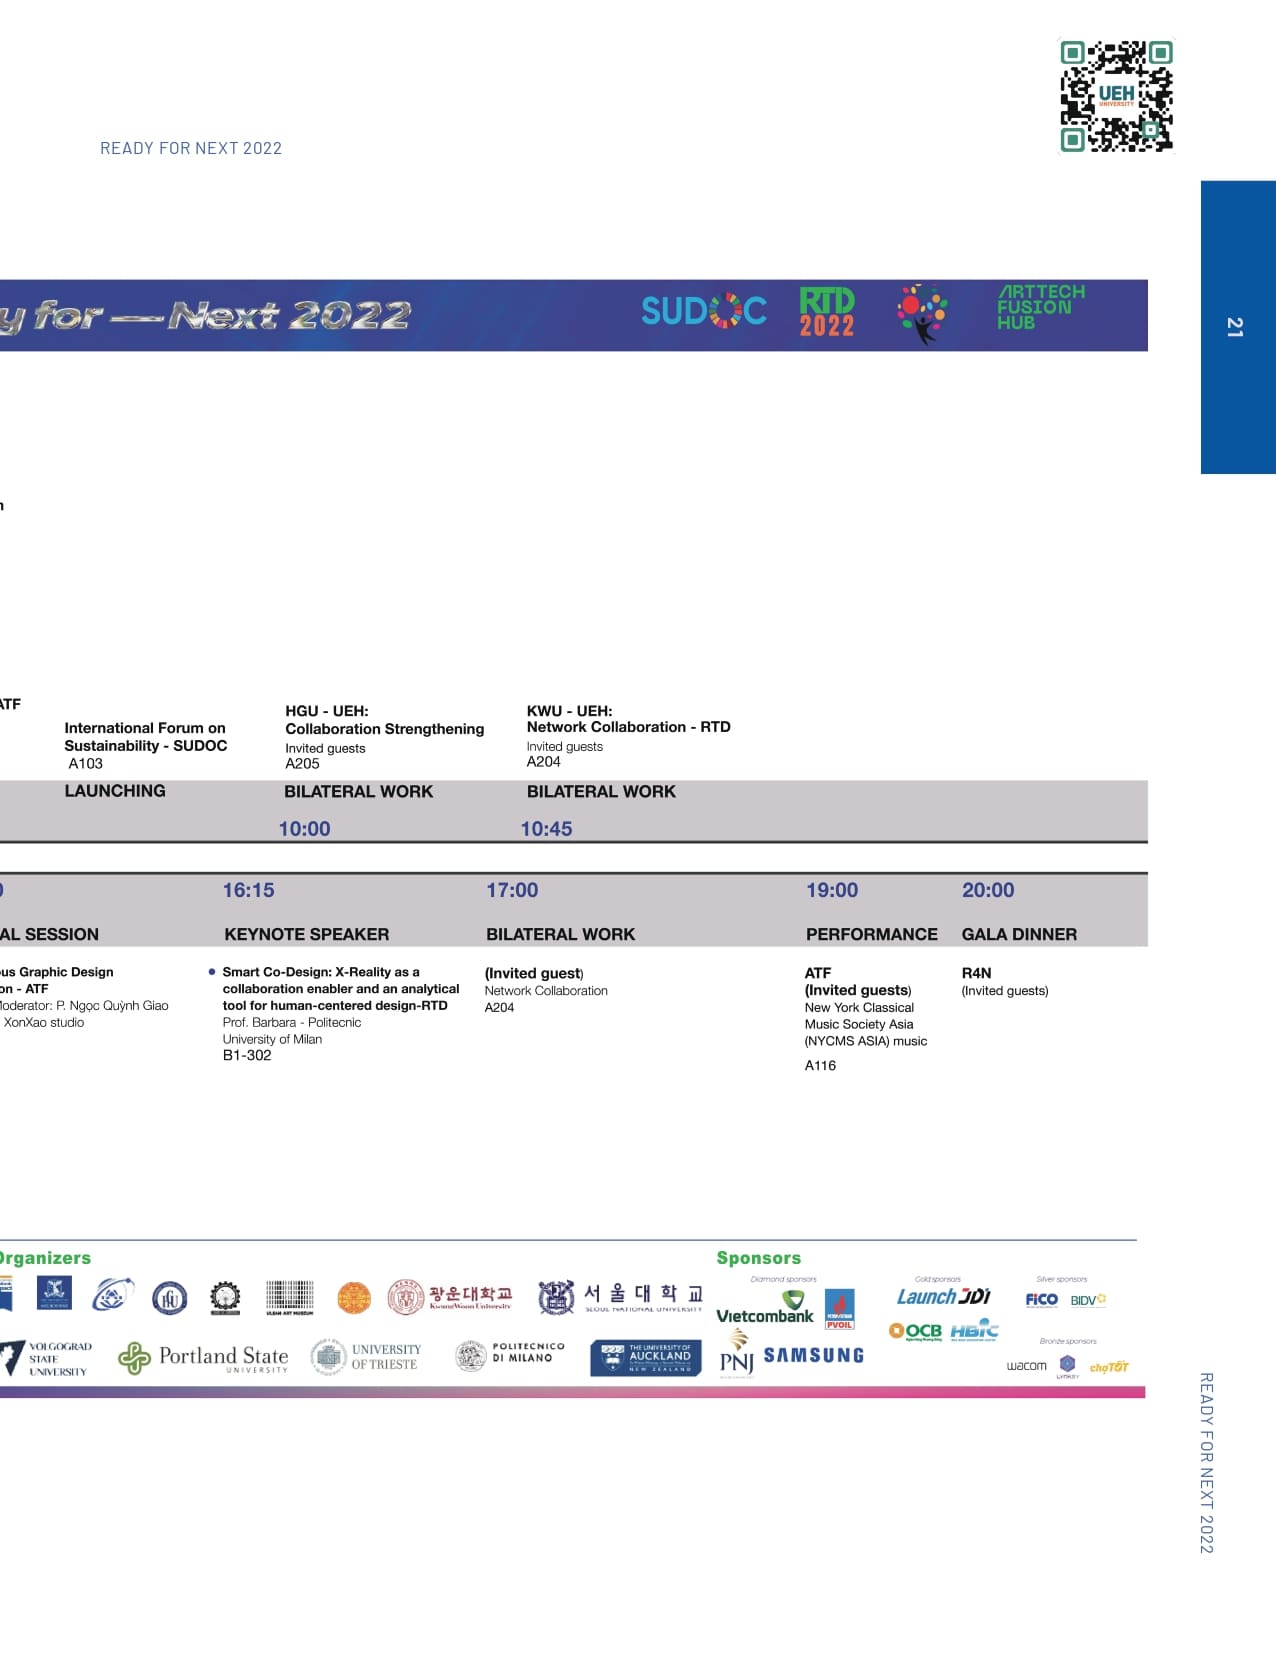 UEH
UNIVERSITY
READY FOR NEXT 2022
21
y for — Next 2022
SUDOC
RTD
2022
ARTTECH
FUSION
HUB
ATF
International Forum on
Sustainability - SUDOC
A103
HGU - UEH:
Collaboration Strengthening
Invited guests
A205
KWU - UEH:
Network Collaboration - RTD
Invited guests
A204
LAUNCHING
BILATERAL WORK
BILATERAL WORK
10:00
10:45
16:15
17:00
19:00
20:00
AL SESSION
KEYNOTE SPEAKER
BILATERAL WORK
PERFORMANCE
GALA DINNER
us Graphic Design
on - ATF
Moderator: P. Ngọc Quỳnh Giao
XonXao studio
• Smart Co-Design: X-Reality as a
collaboration enabler and an analytical
tool for human-centered design-RTD
Prof. Barbara - Politecnic
University of Milan
B1-302
(Invited guest)
Network Collaboration
A204
ATF
(Invited guests)
New York Classical
Music Society Asia
(NYCMS ASIA) music
A116
R4N
(Invited guests)
Organizers
Sponsors
Diamond sponsors
Gold sponsors
Silver sponsors
MELBOURNE
HGU
ULSAN ART MUSEUM
광운대학교
KwangWoon University
서울대학교
SEOUL NATIONAL UNIVERSITY
Vietcombank
PVOIL
Launch JDI
FiCO
BIDV
OCB
HBIC
Bronze sponsors
VOLGOGRAD
STATE
UNIVERSITY
Portland State
UNIVERSITY
UNIVERSITY
OF TRIESTE
POLITECNICO
DI MILANO
THE UNIVERSITY OF
AUCKLAND
NEW ZEALAND
PNJ
SAMSUNG
wacom
LYNKEY
chợTỐT
READY FOR NEXT 2022